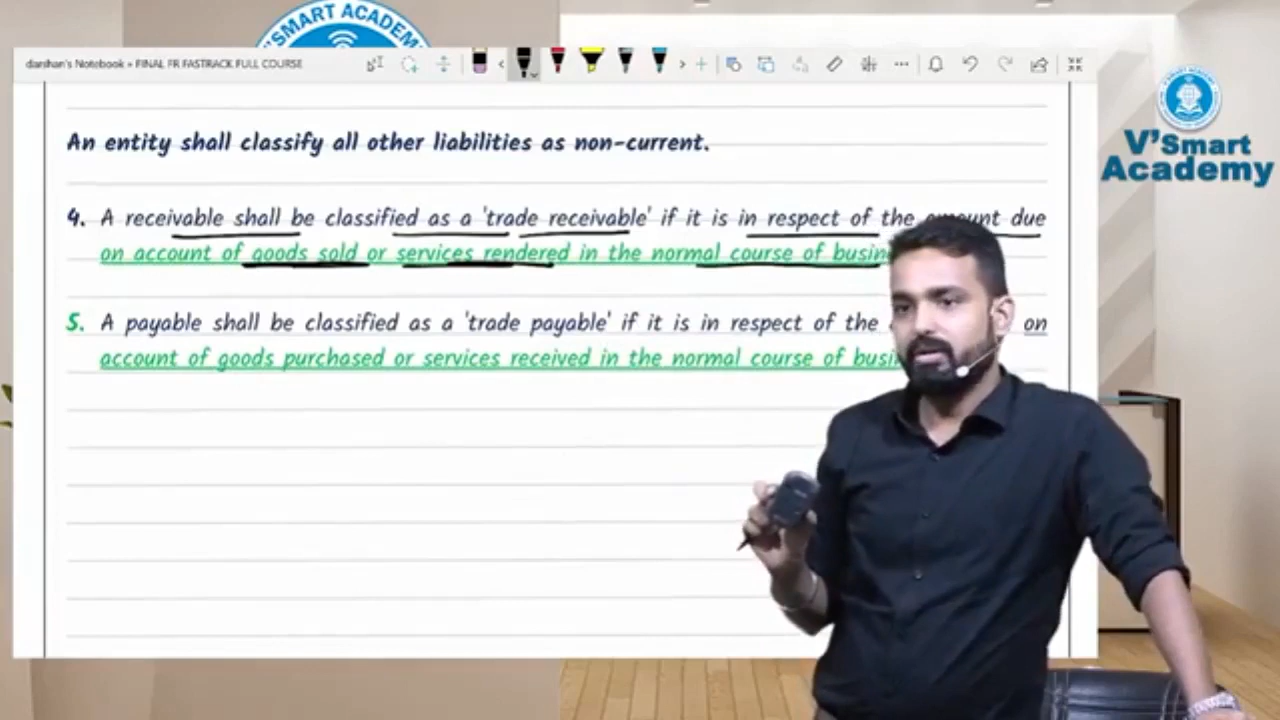 V'SMART ACADEMY
darshan's Notebook • FINAL FR FASTRACK FULL COURSE
V'Smart
Academy
An entity shall classify all other liabilities as non-current.
4. A receivable shall be classified as a 'trade receivable' if it is in respect of the amount due
on account of goods sold or services rendered in the normal course of
5. A payable shall be classified as a 'trade payable' if it is in respect of the on
account of goods purchased or services received in the normal course of